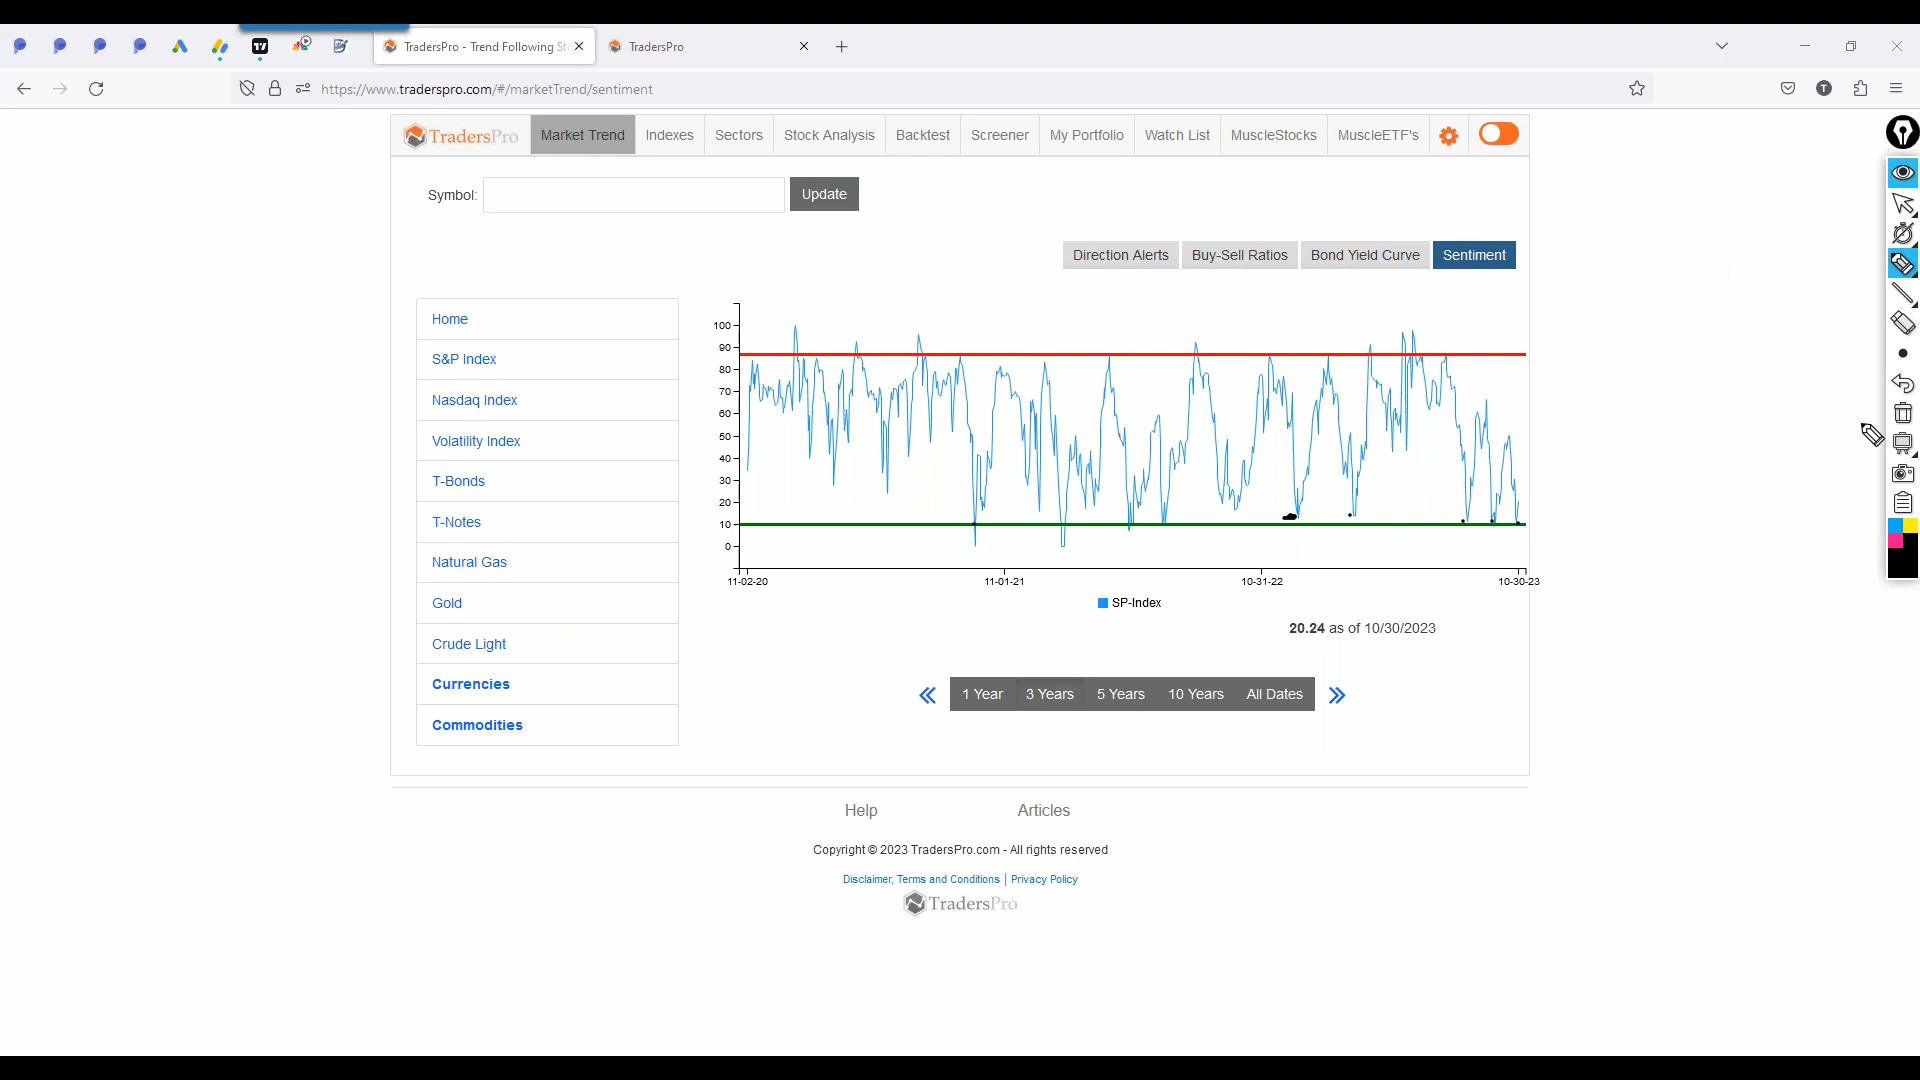 TradersPro - Trend Following St
TradersPro
https://www.traderspro.com/#/marketTrend/sentiment
T
TradersPro
Market Trend
Indexes
Sectors
Stock Analysis
Backtest
Screener
My Portfolio
Watch List
MuscleStocks
MuscleETF's
Symbol:
Update
Direction Alerts
Buy-Sell Ratios
Bond Yield Curve
Sentiment
Home
S&P Index
Nasdaq Index
Volatility Index
T-Bonds
T-Notes
Natural Gas
Gold
Crude Light
Currencies
Commodities
100
90
80
70
60
50
40
30
20
10
0
11-02-20
11-01-21
10-31-22
10-30-23
SP-Index
20.24 as of 10/30/2023
1 Year
3 Years
5 Years
10 Years
All Dates
Help
Articles
Copyright © 2023 TradersPro.com - All rights reserved
Disclaimer, Terms and Conditions | Privacy Policy
TradersPro